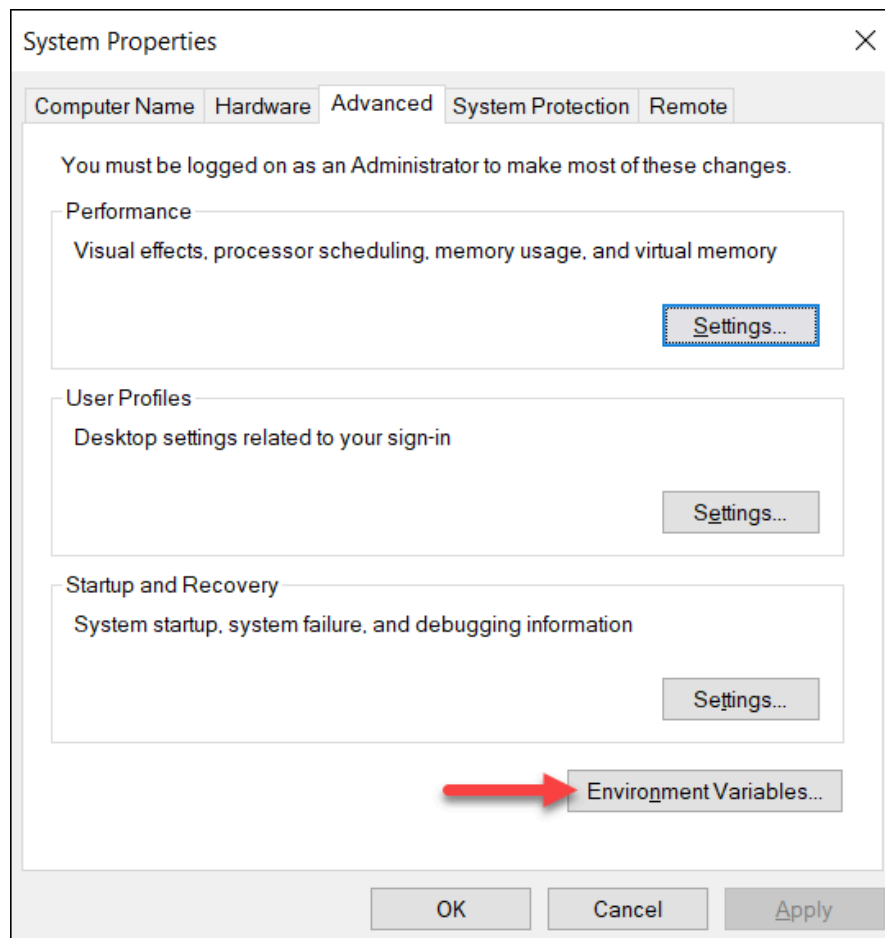 System Properties
Computer Name Hardware Advanced System Protection Remote
You must be logged on as an Administrator to make most of these changes.
Performance
Visual effects, processor scheduling, memory usage, and virtual memory
Settings...
User Profiles
Desktop settings related to your sign-in
Settings...
Startup and Recovery
System startup, system failure, and debugging information
Settings...
Environment Variables...
OK Cancel Apply